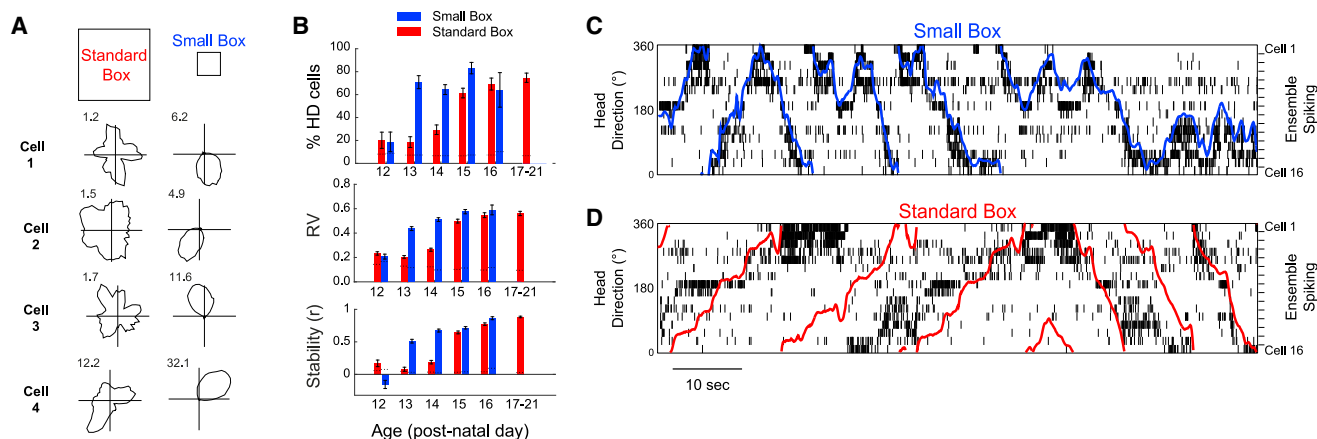 A
Standard
Box
Small Box
Cell
1
1.2
6.2
Cell
2
1.5
4.9
Cell
3
1.7
11.6
Cell
4
12.2
32.1
B
Small Box
Standard Box
% HD cells
100
80
60
40
20
0
12 13 14 15 16 17-21
RV
0.8
0.6
0.4
0.2
0.0
12 13 14 15 16 17-21
Stability (r)
1
0.5
0
12 13 14 15 16 17-21
Age (post-natal day)
C
Small Box
Head
Direction (°)
360
180
0
Cell 1
Ensemble
Spiking
Cell 16
D
Standard Box
Head
Direction (°)
360
180
0
Cell 1
Ensemble
Spiking
Cell 16
10 sec